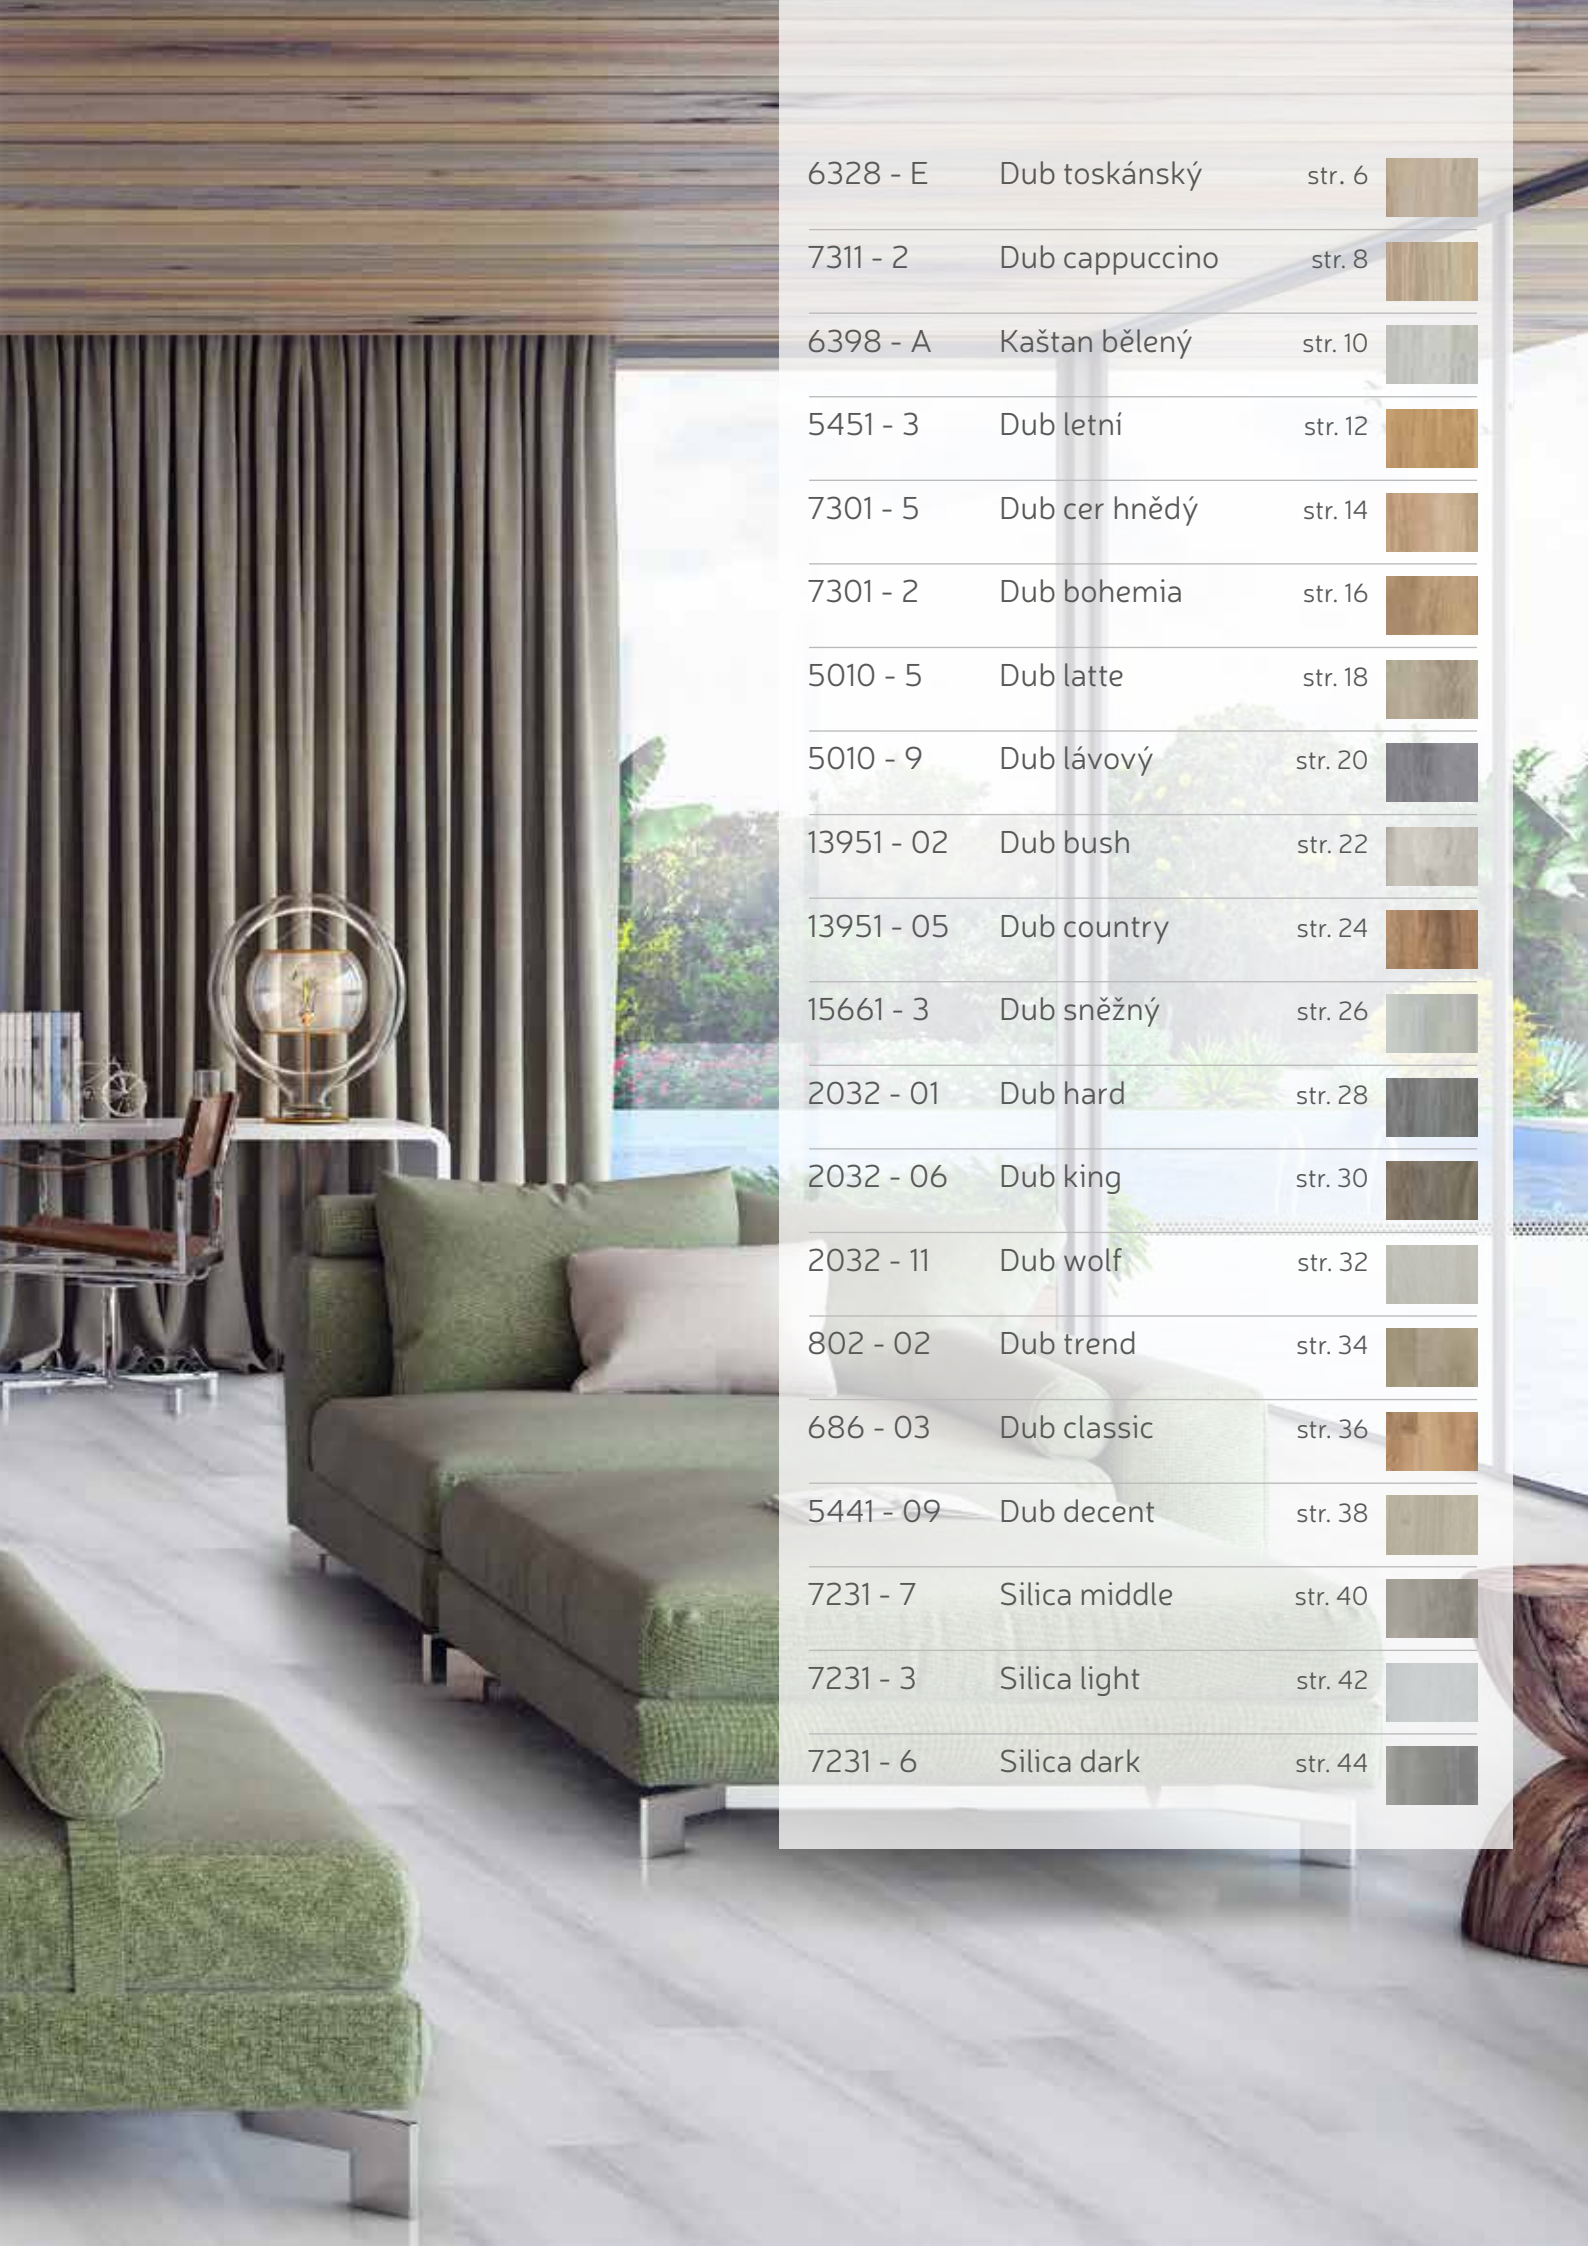 6328 - E Dub toskánský str. 6
7311 - 2 Dub cappuccino str. 8
6398 - A Kaštan bělený str. 10
5451 - 3 Dub letní str. 12
7301 - 5 Dub cer hnědý str. 14
7301 - 2 Dub bohemia str. 16
5010 - 5 Dub latte str. 18
5010 - 9 Dub lávový str. 20
13951 - 02 Dub bush str. 22
13951 - 05 Dub country str. 24
15661 - 3 Dub sněžný str. 26
2032 - 01 Dub hard str. 28
2032 - 06 Dub king str. 30
2032 - 11 Dub wolf str. 32
802 - 02 Dub trend str. 34
686 - 03 Dub classic str. 36
5441 - 09 Dub decent str. 38
7231 - 7 Silica middle str. 40
7231 - 3 Silica light str. 42
7231 - 6 Silica dark str. 44